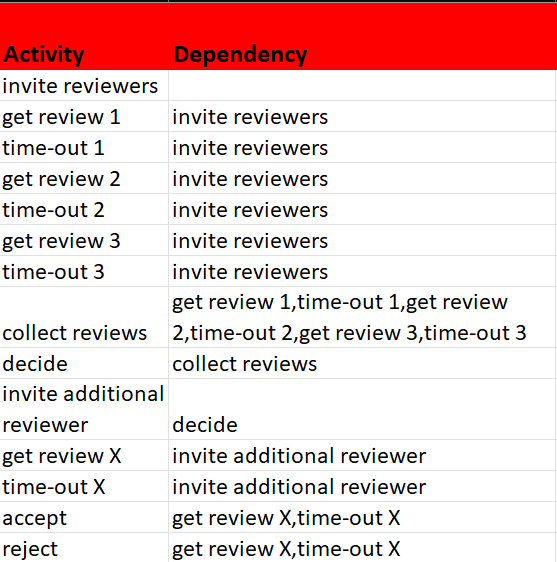 Activity Dependency
invite reviewers
get review 1 invite reviewers
time-out 1 invite reviewers
get review 2 invite reviewers
time-out 2 invite reviewers
get review 3 invite reviewers
time-out 3 invite reviewers
get review 1,time-out 1,get review
collect reviews 2,time-out 2,get review 3,time-out 3
decide collect reviews
invite additional
reviewer decide
get review X invite additional reviewer
time-out X invite additional reviewer
accept get review X,time-out X
reject get review X,time-out X